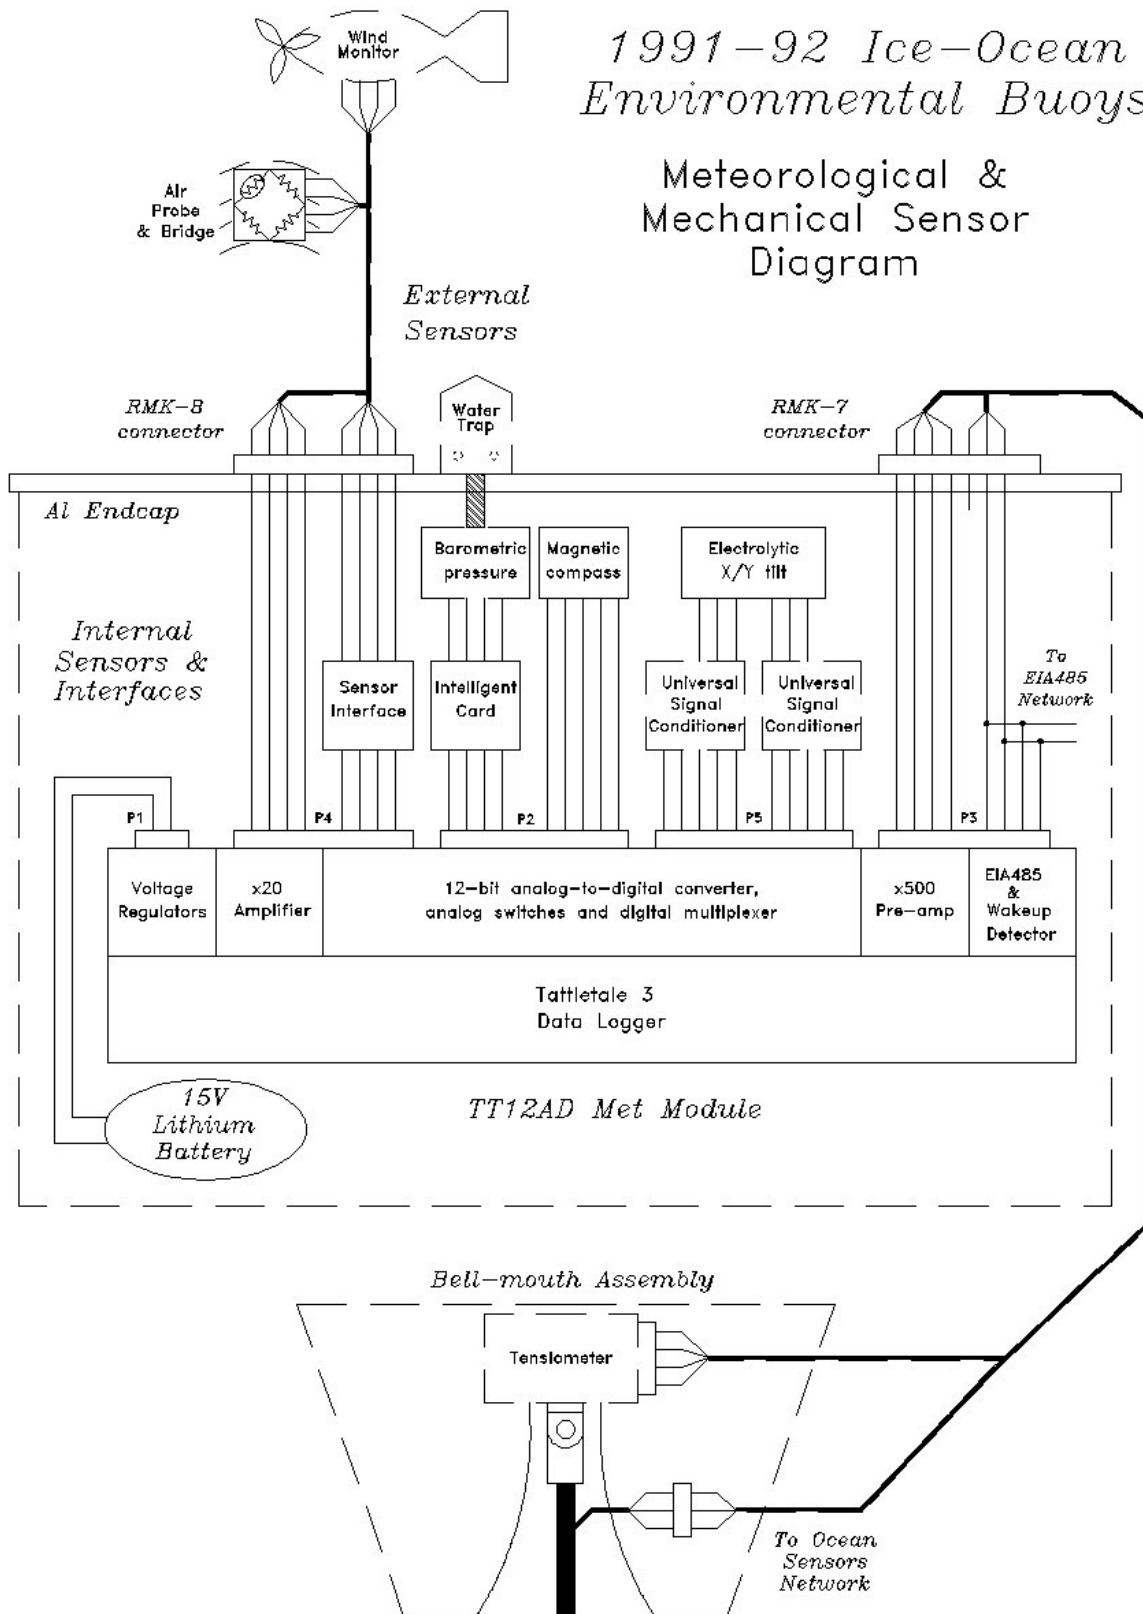 Wind
Monitor
1991-92 Ice-Ocean
Environmental Buoys
Meteorological &
Mechanical Sensor
Diagram
Air
Probe
& Bridge
External
Sensors
RMK-8
connector
Water
Trap
RMK-7
connector
Al Endcap
Barometric
pressure
Magnetic
compass
Electrolytic
X/Y tilt
Internal
Sensors &
Interfaces
Sensor
Interface
Intelligent
Card
Universal
Signal
Conditioner
Universal
Signal
Conditioner
To
EIA485
Network
P1
P4
P2
P5
P3
Voltage
Regulators
x20
Amplifier
12-bit analog-to-digital converter,
analog switches and digital multiplexer
x500
Pre-amp
EIA485
&
Wakeup
Detector
Tattletale 3
Data Logger
15V
Lithium
Battery
TT12AD Met Module
Bell-mouth Assembly
Tensiometer
To Ocean
Sensors
Network